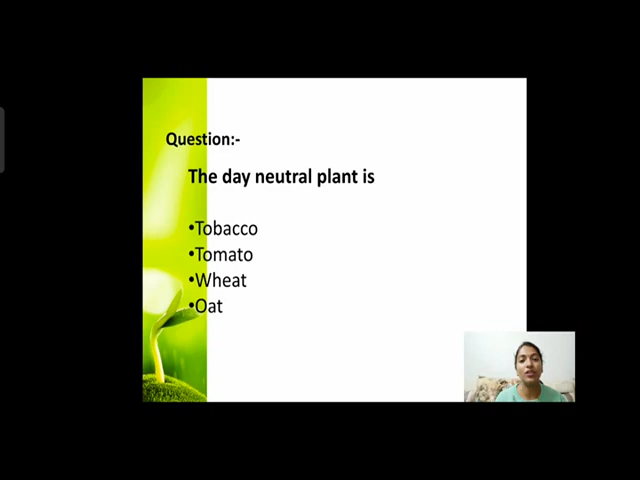 Question:-
The day neutral plant is
•Tobacco
•Tomato
•Wheat
•Oat